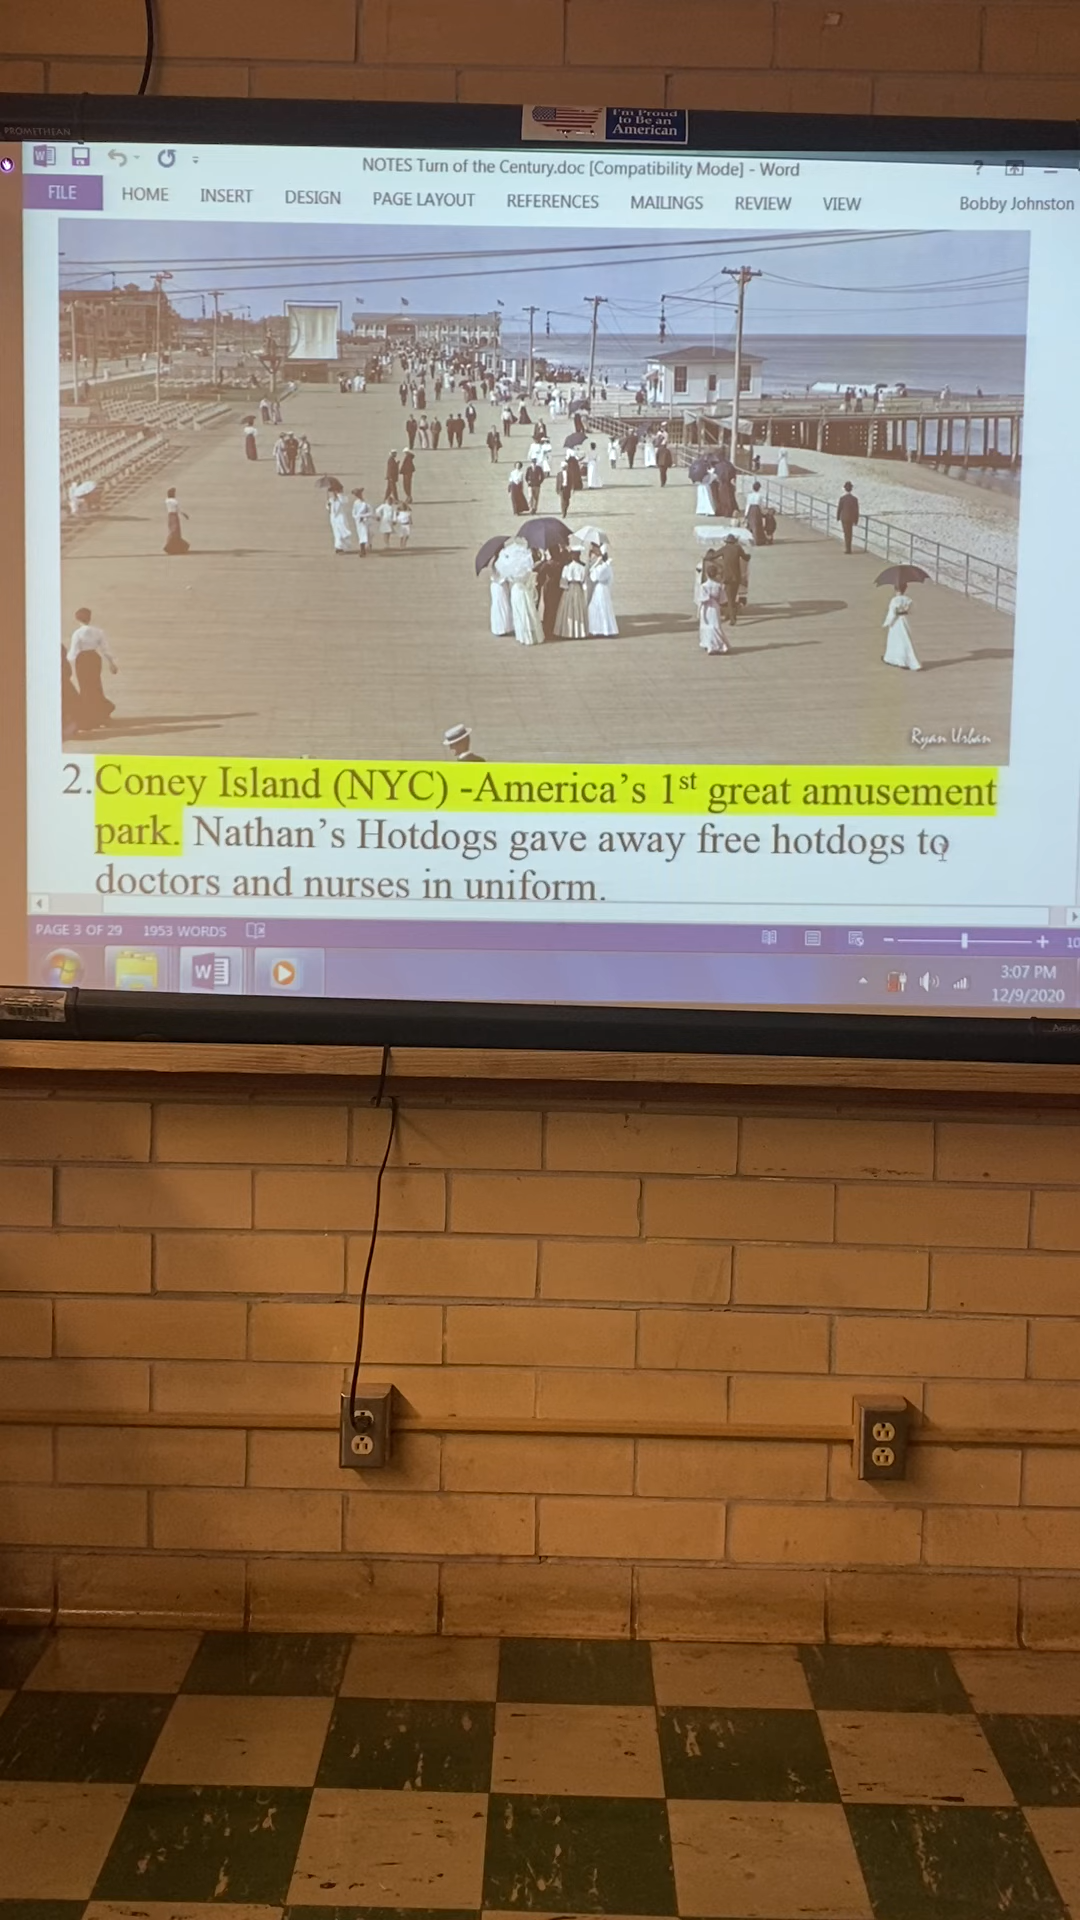 I'm Proud
to Be an
American
PROMETHEAN
NOTES Turn of the Century.doc [Compatibility Mode] - Word
FILE HOME INSERT DESIGN PAGE LAYOUT REFERENCES MAILINGS REVIEW VIEW Bobby Johnston
Ryan Urban
2. Coney Island (NYC) -America's 1st great amusement
park. Nathan's Hotdogs gave away free hotdogs to
doctors and nurses in uniform.
PAGE 3 OF 29 1953 WORDS
3:07 PM
12/9/2020